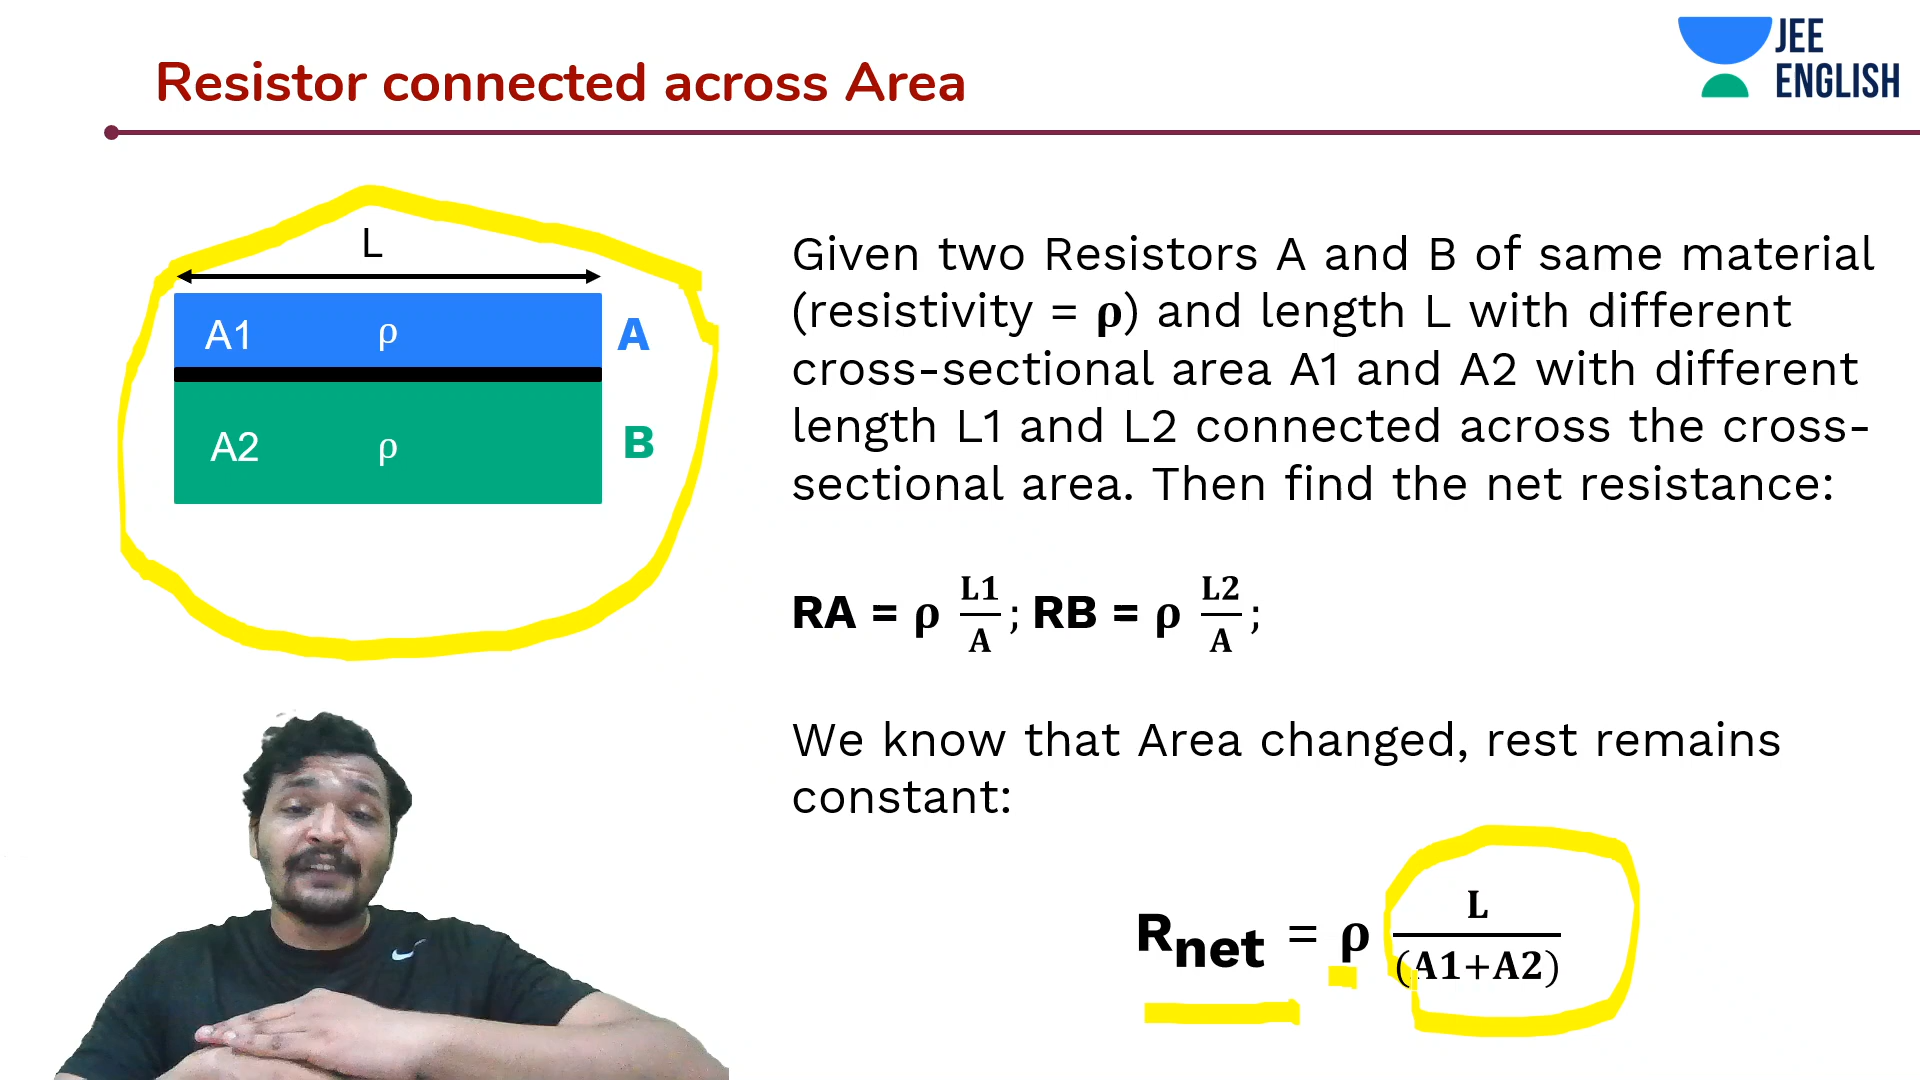 Resistor connected across Area
JEE
ENGLISH
L
A1 ρ A
A2 ρ B
Given two Resistors A and B of same material
(resistivity = ρ) and length L with different
cross-sectional area A1 and A2 with different
length L1 and L2 connected across the cross-
sectional area. Then find the net resistance:
RA = ρ L1/A ; RB = ρ L2/A ;
We know that Area changed, rest remains
constant:
Rnet = ρ L/(A1+A2)